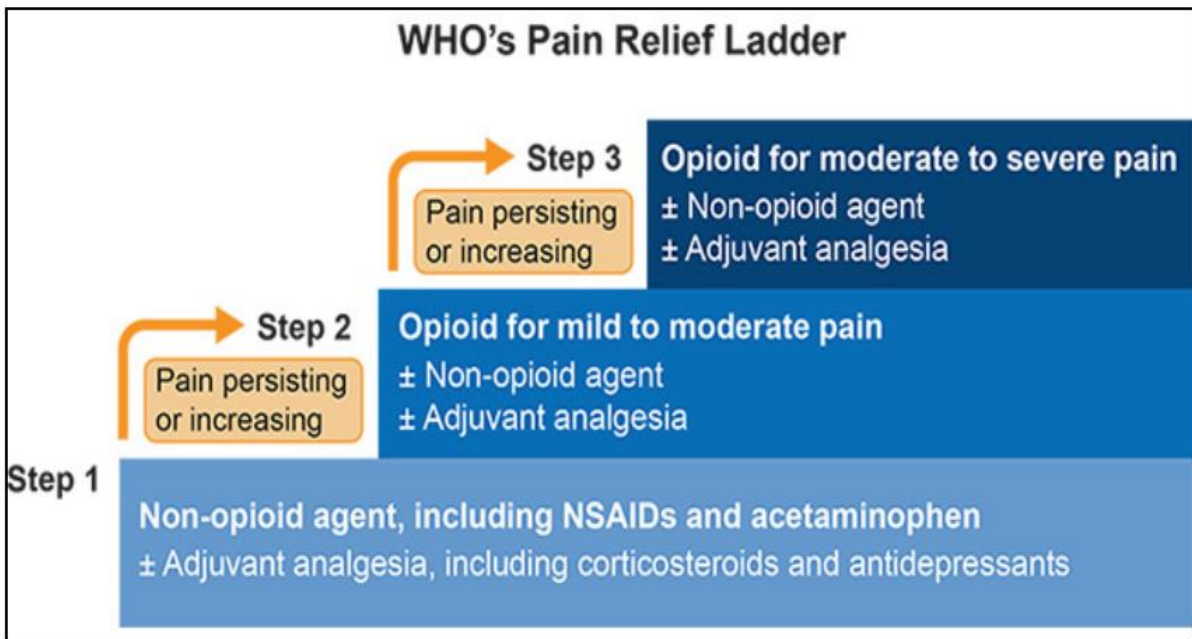 WHO's Pain Relief Ladder
Step 3
Opioid for moderate to severe pain
± Non-opioid agent
± Adjuvant analgesia
Pain persisting
or increasing
Step 2
Opioid for mild to moderate pain
± Non-opioid agent
± Adjuvant analgesia
Pain persisting
or increasing
Step 1
Non-opioid agent, including NSAIDs and acetaminophen
± Adjuvant analgesia, including corticosteroids and antidepressants